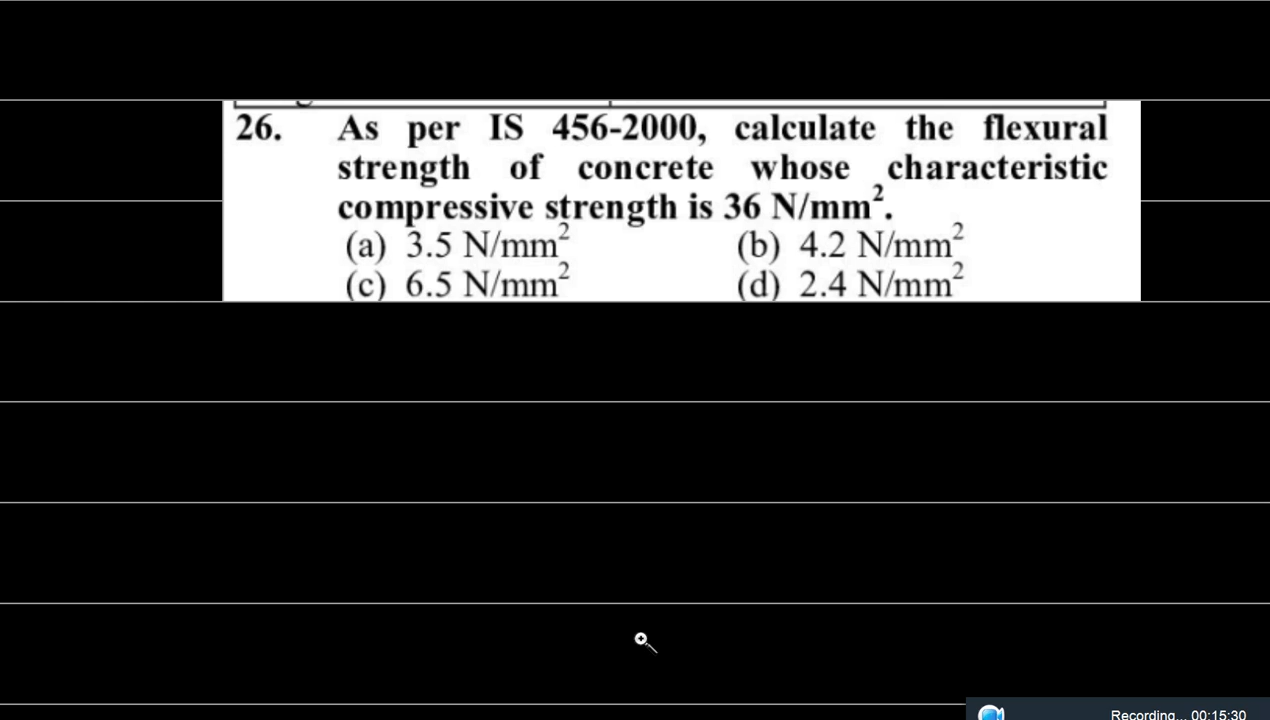 26. As per IS 456-2000, calculate the flexural
strength of concrete whose characteristic
compressive strength is 36 N/mm².
(a) 3.5 N/mm² (b) 4.2 N/mm²
(c) 6.5 N/mm² (d) 2.4 N/mm²
Recording... 00:15:30